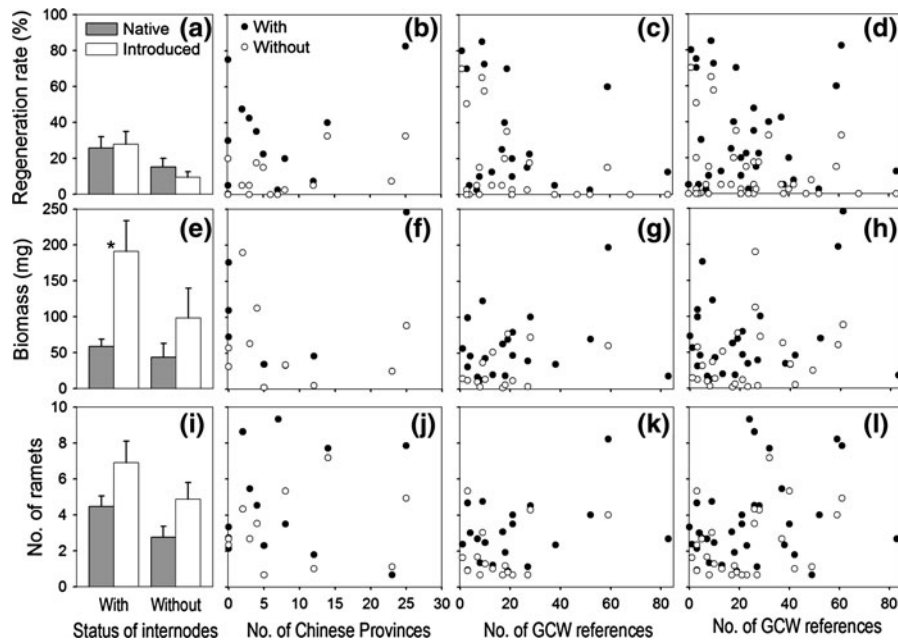 Regeneration rate (%)
100
80
60
40
20
0
Native
Introduced
(a)
With
Without
(b)
(c)
(d)
Biomass (mg)
250
200
150
100
50
0
*
(e)
(f)
(g)
(h)
No. of ramets
10
8
6
4
2
0
(i)
(j)
(k)
(l)
With Without
Status of internodes
0 5 10 15 20 25 30
No. of Chinese Provinces
0 20 40 60 80
No. of GCW references
0 20 40 60 80
No. of GCW references